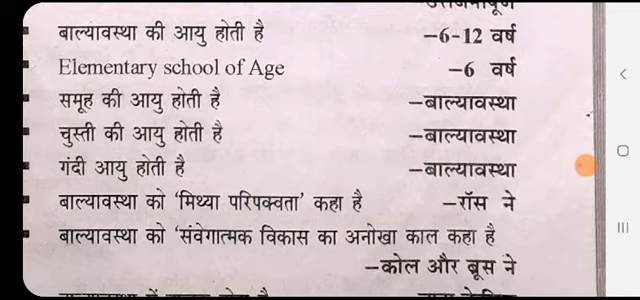 बाल्यावस्था की आयु होती है –6-12 वर्ष
Elementary school of Age –6 वर्ष
समूह की आयु होती है –बाल्यावस्था
चुस्ती की आयु होती है –बाल्यावस्था
गंदी आयु होती है –बाल्यावस्था
बाल्यावस्था को ‘मिथ्या परिपक्वता’ कहा है –रॉस ने
बाल्यावस्था को ‘संवेगात्मक विकास का अनोखा काल कहा है
–कोल और ब्रूस ने